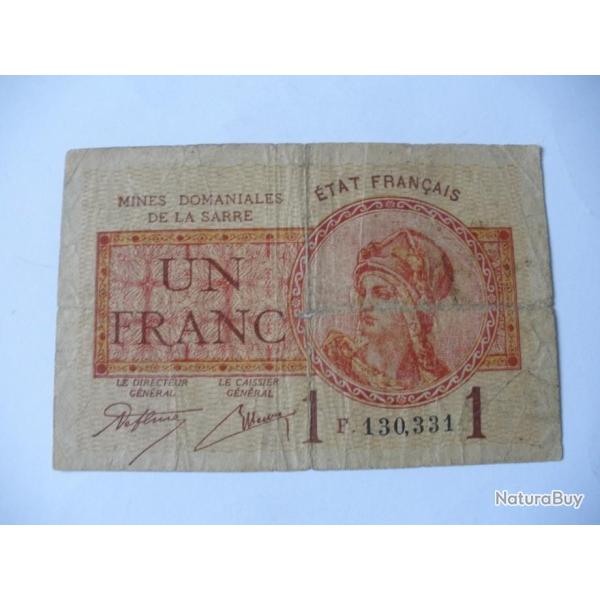 MINES DOMANIALES
DE LA SARRE
ÉTAT FRANÇAIS
UN
FRANC
LE DIRECTEUR
GÉNÉRAL
LE CAISSIER
GÉNÉRAL
1 F. 130,331 1
NaturaBuy